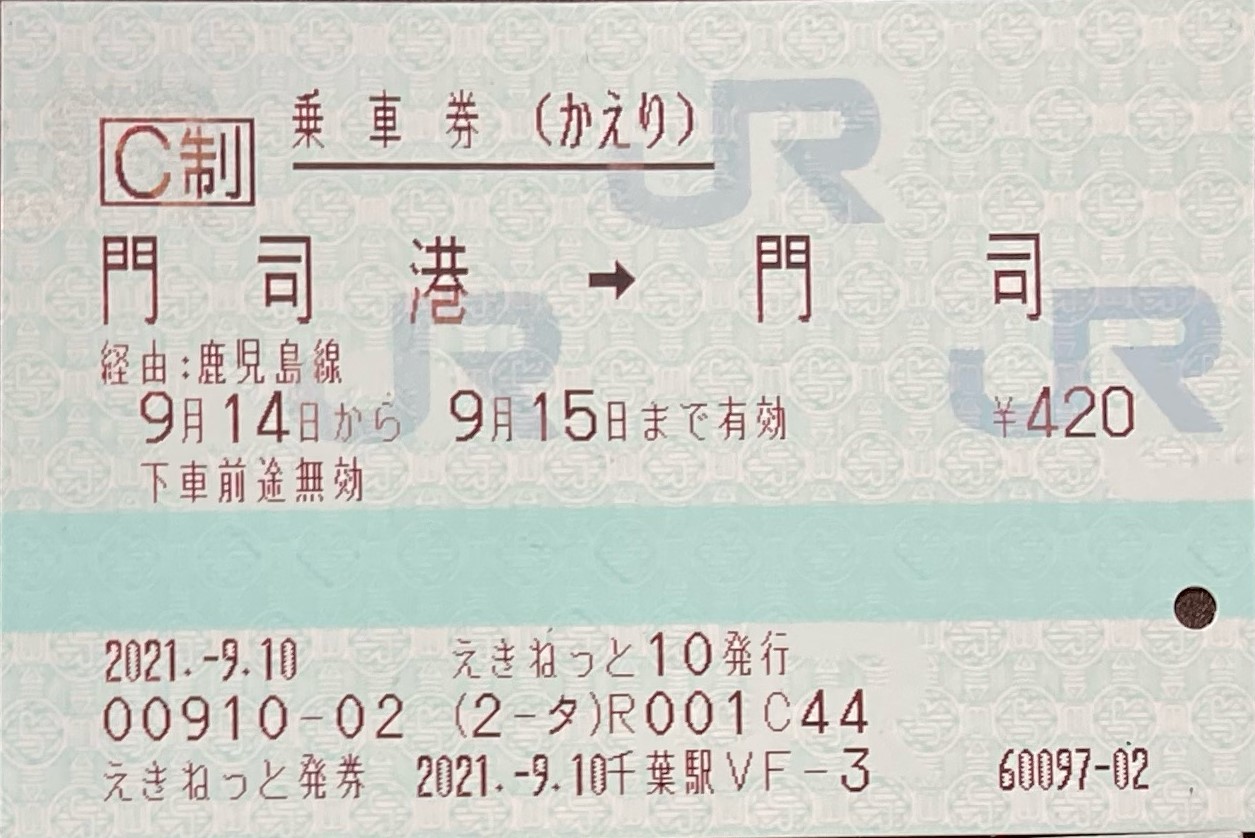 乗車券(かえり)
C制
門司港 → 門司
経由:鹿児島線
9月14日から 9月15日まで有効 ¥420
下車前途無効
2021.-9.10 えきねっと10発行
00910-02 (2-タ)R001C44
えきねっと発券 2021.-9.10千葉駅VF-3 60097-02
JR
JR
JR